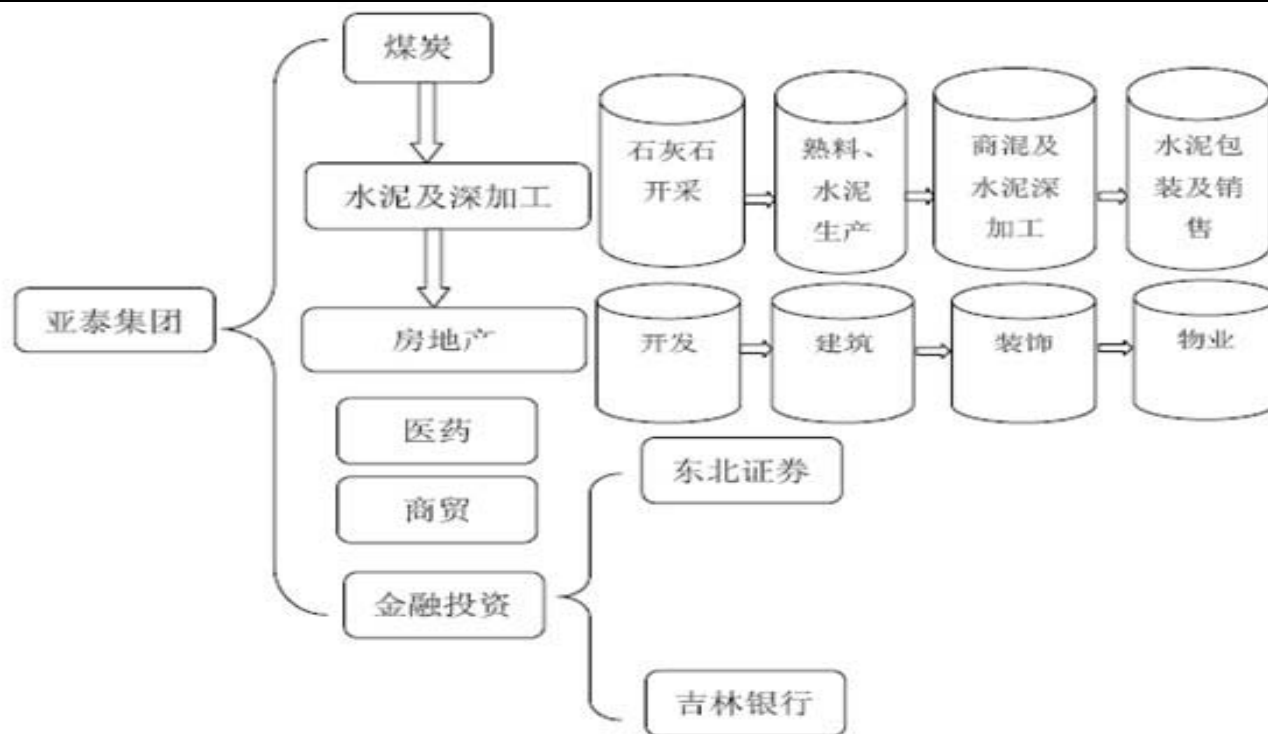 煤炭
石灰石
开采
熟料、
水泥
生产
商混及
水泥深
加工
水泥包
装及销
售
水泥及深加工
亚泰集团
房地产
开发
建筑
装饰
物业
医药
东北证券
商贸
金融投资
吉林银行